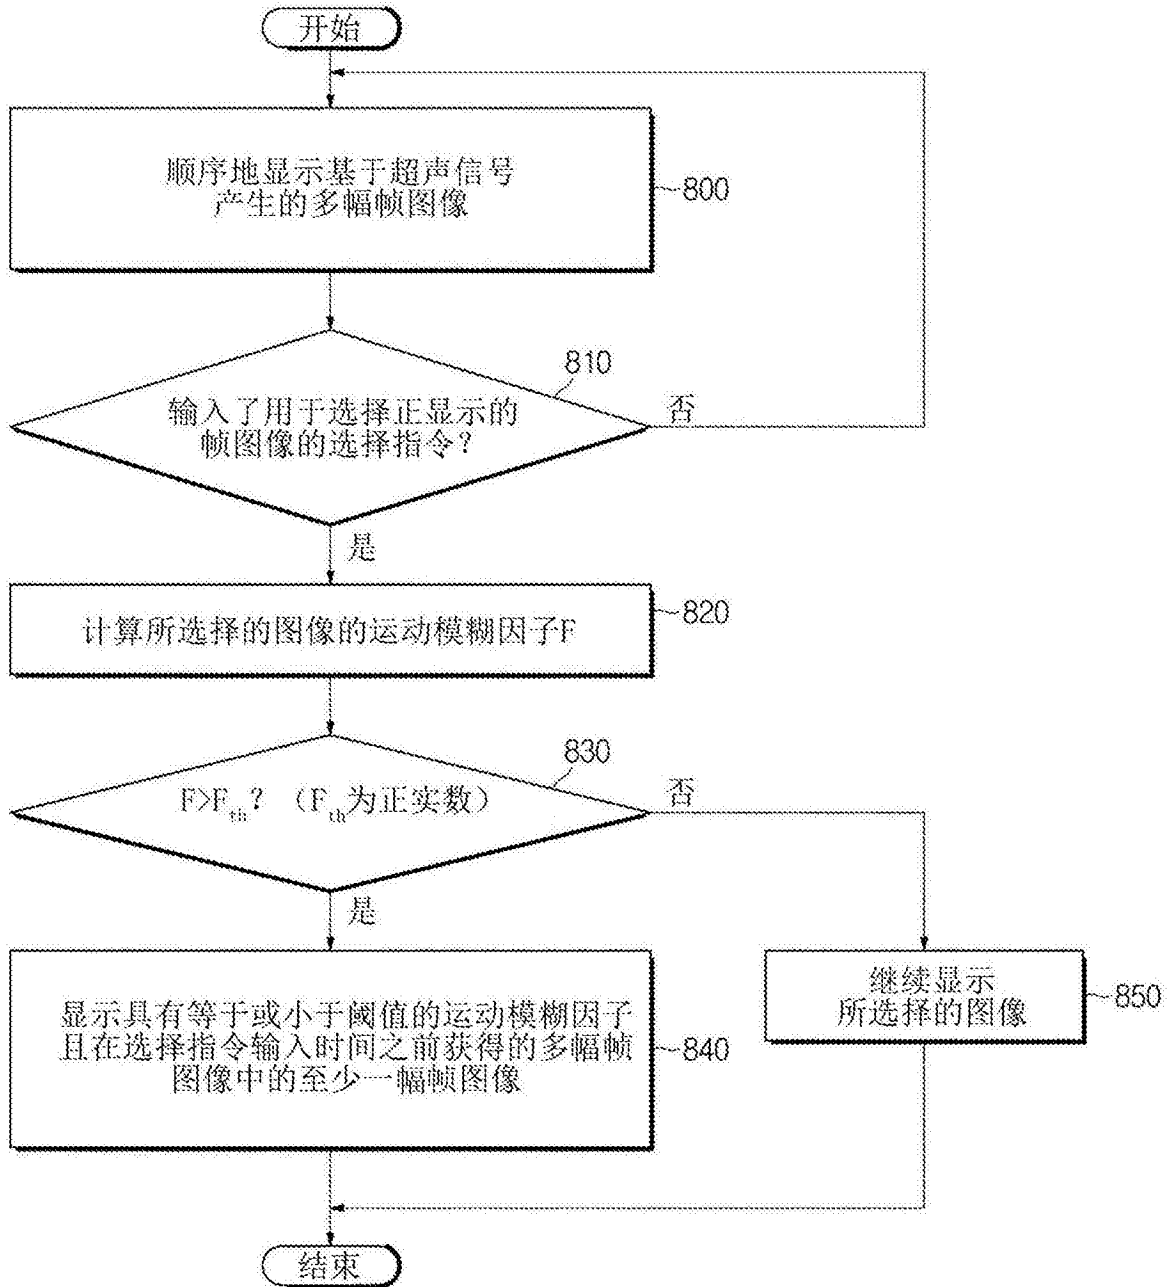 开始
顺序地显示基于超声信号
产生的多幅帧图像
800
810
输入了用于选择正显示的
帧图像的选择指令？
否
是
计算所选择的图像的运动模糊因子F
820
830
F>Fth？（Fth为正实数）
否
是
显示具有等于或小于阈值的运动模糊因子
且在选择指令输入时间之前获得的多幅帧
图像中的至少一幅帧图像
840
继续显示
所选择的图像
850
结束